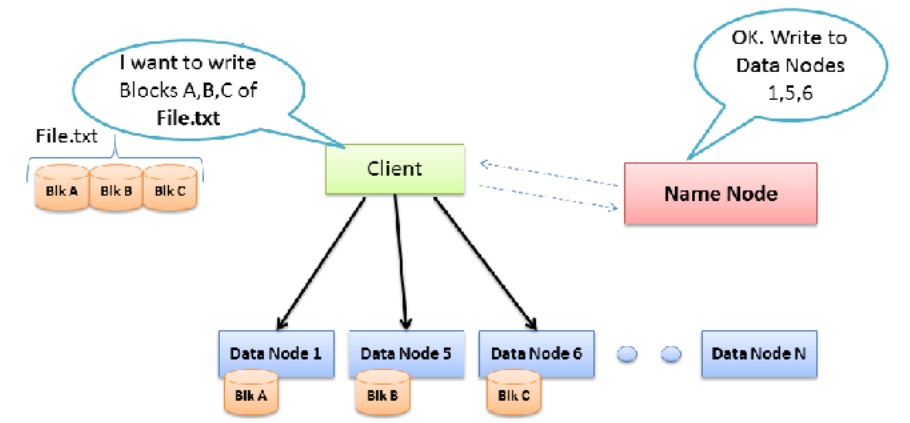 I want to write
Blocks A,B,C of
File.txt
OK. Write to
Data Nodes
1,5,6
File.txt
Blk A
Blk B
Blk C
Client
Name Node
Data Node 1
Data Node 5
Data Node 6
Data Node N
Blk A
Blk B
Blk C